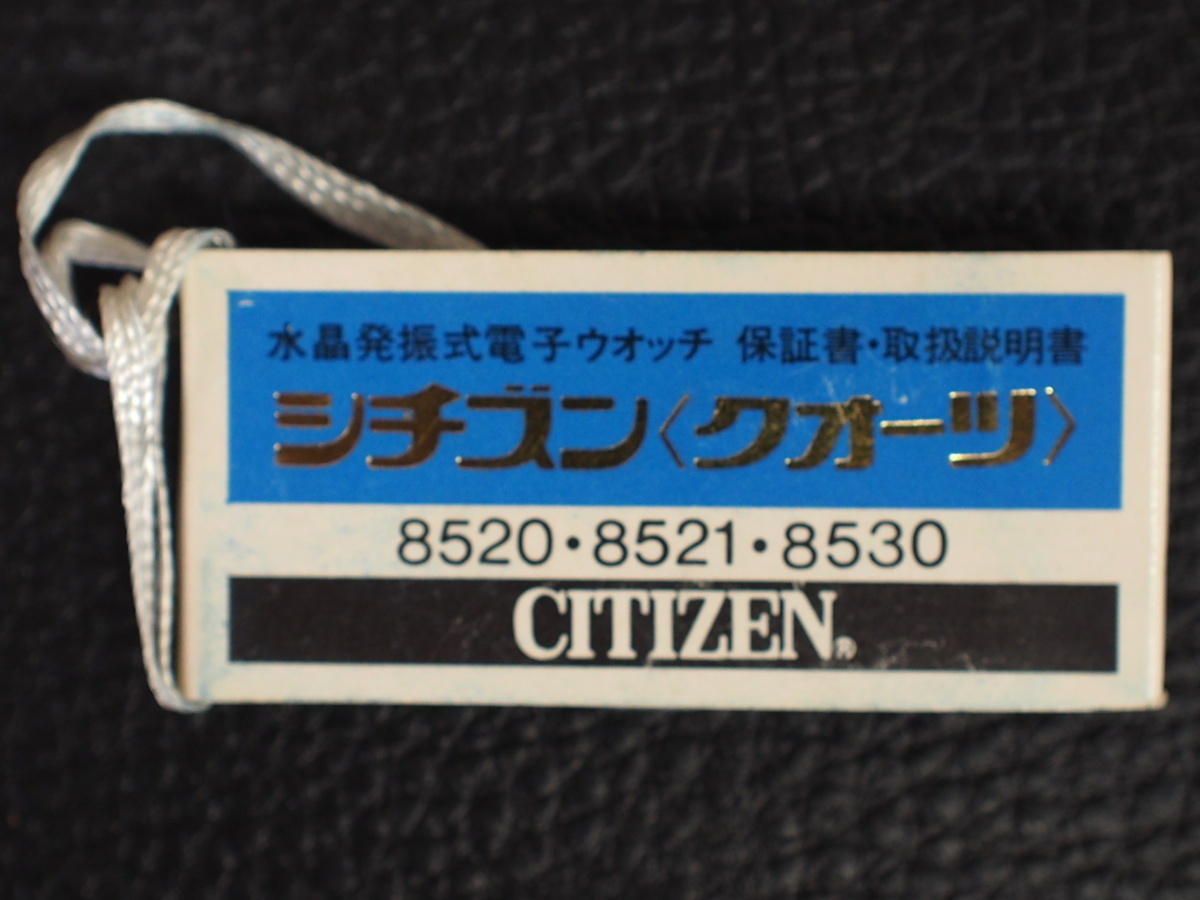 水晶発振式電子ウオッチ 保証書・取扱説明書
シチズン〈クオーツ〉
8520・8521・8530
CITIZEN®